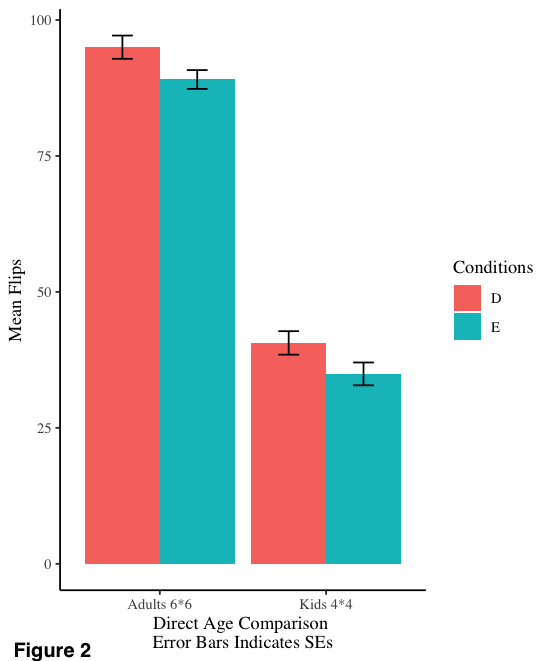 100
75
50
25
0
Mean Flips
Adults 6*6
Kids 4*4
Direct Age Comparison
Error Bars Indicates SEs
Conditions
D
E
Figure 2